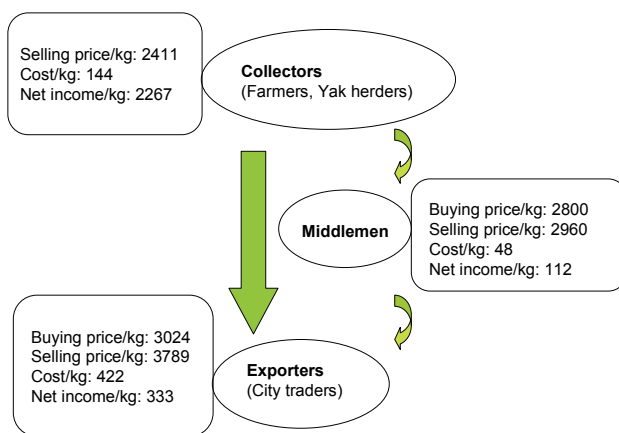 Selling price/kg: 2411
Cost/kg: 144
Net income/kg: 2267
Collectors
(Farmers, Yak herders)
Middlemen
Buying price/kg: 2800
Selling price/kg: 2960
Cost/kg: 48
Net income/kg: 112
Buying price/kg: 3024
Selling price/kg: 3789
Cost/kg: 422
Net income/kg: 333
Exporters
(City traders)